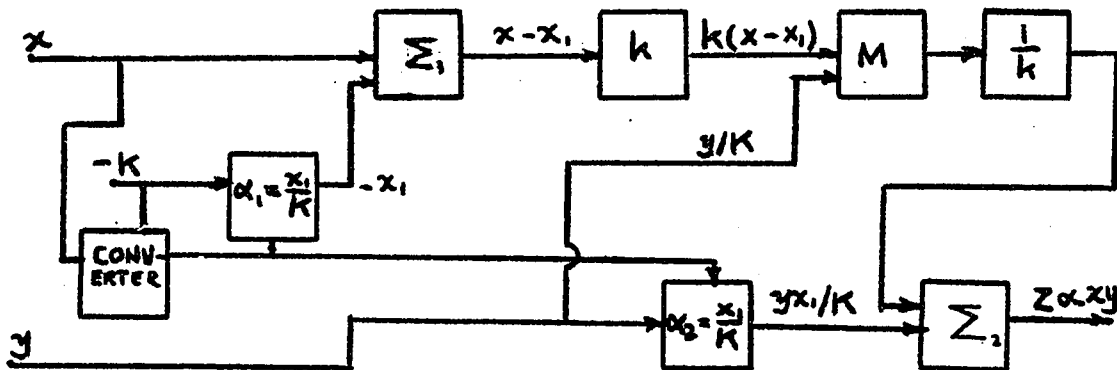 x
Σ₁
x-x₁
k
k(x-x₁)
M
1/k
-K
α₁ = x₁/K
-x₁
y/K
CONV
ERTER
y
α₂ = x₁/K
yx₁/K
Σ₂
Z α xy